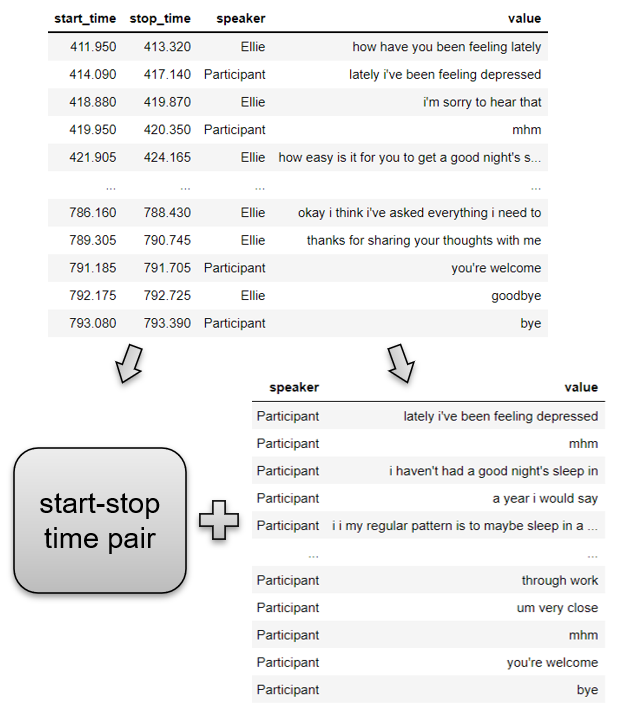 start_time stop_time speaker value
411.950 413.320 Ellie how have you been feeling lately
414.090 417.140 Participant lately i've been feeling depressed
418.880 419.870 Ellie i'm sorry to hear that
419.950 420.350 Participant mhm
421.905 424.165 Ellie how easy is it for you to get a good night's s...
... ... ... ...
786.160 788.430 Ellie okay i think i've asked everything i need to
789.305 790.745 Ellie thanks for sharing your thoughts with me
791.185 791.705 Participant you're welcome
792.175 792.725 Ellie goodbye
793.080 793.390 Participant bye
start-stop
time pair
speaker value
Participant lately i've been feeling depressed
Participant mhm
Participant i haven't had a good night's sleep in
Participant a year i would say
Participant i i my regular pattern is to maybe sleep in a ...
... ...
Participant through work
Participant um very close
Participant mhm
Participant you're welcome
Participant bye